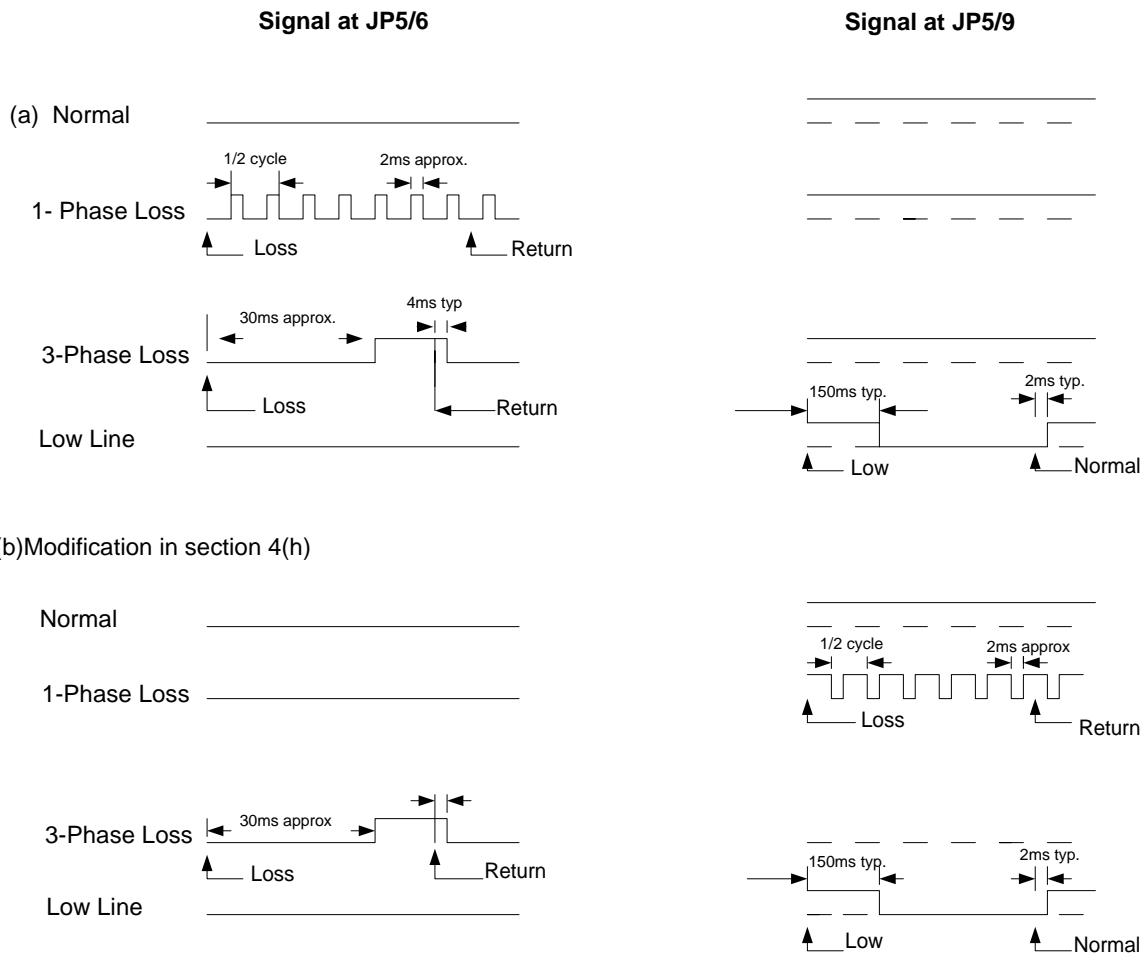 Signal at JP5/6
Signal at JP5/9
(a) Normal
1/2 cycle
2ms approx.
1- Phase Loss
Loss
Return
30ms approx.
4ms typ
3-Phase Loss
Loss
Return
150ms typ.
2ms typ.
Low Line
Low
Normal
b)Modification in section 4(h)
Normal
1/2 cycle
2ms approx
1-Phase Loss
Loss
Return
30ms approx
3-Phase Loss
Loss
Return
150ms typ.
2ms typ.
Low Line
Low
Normal